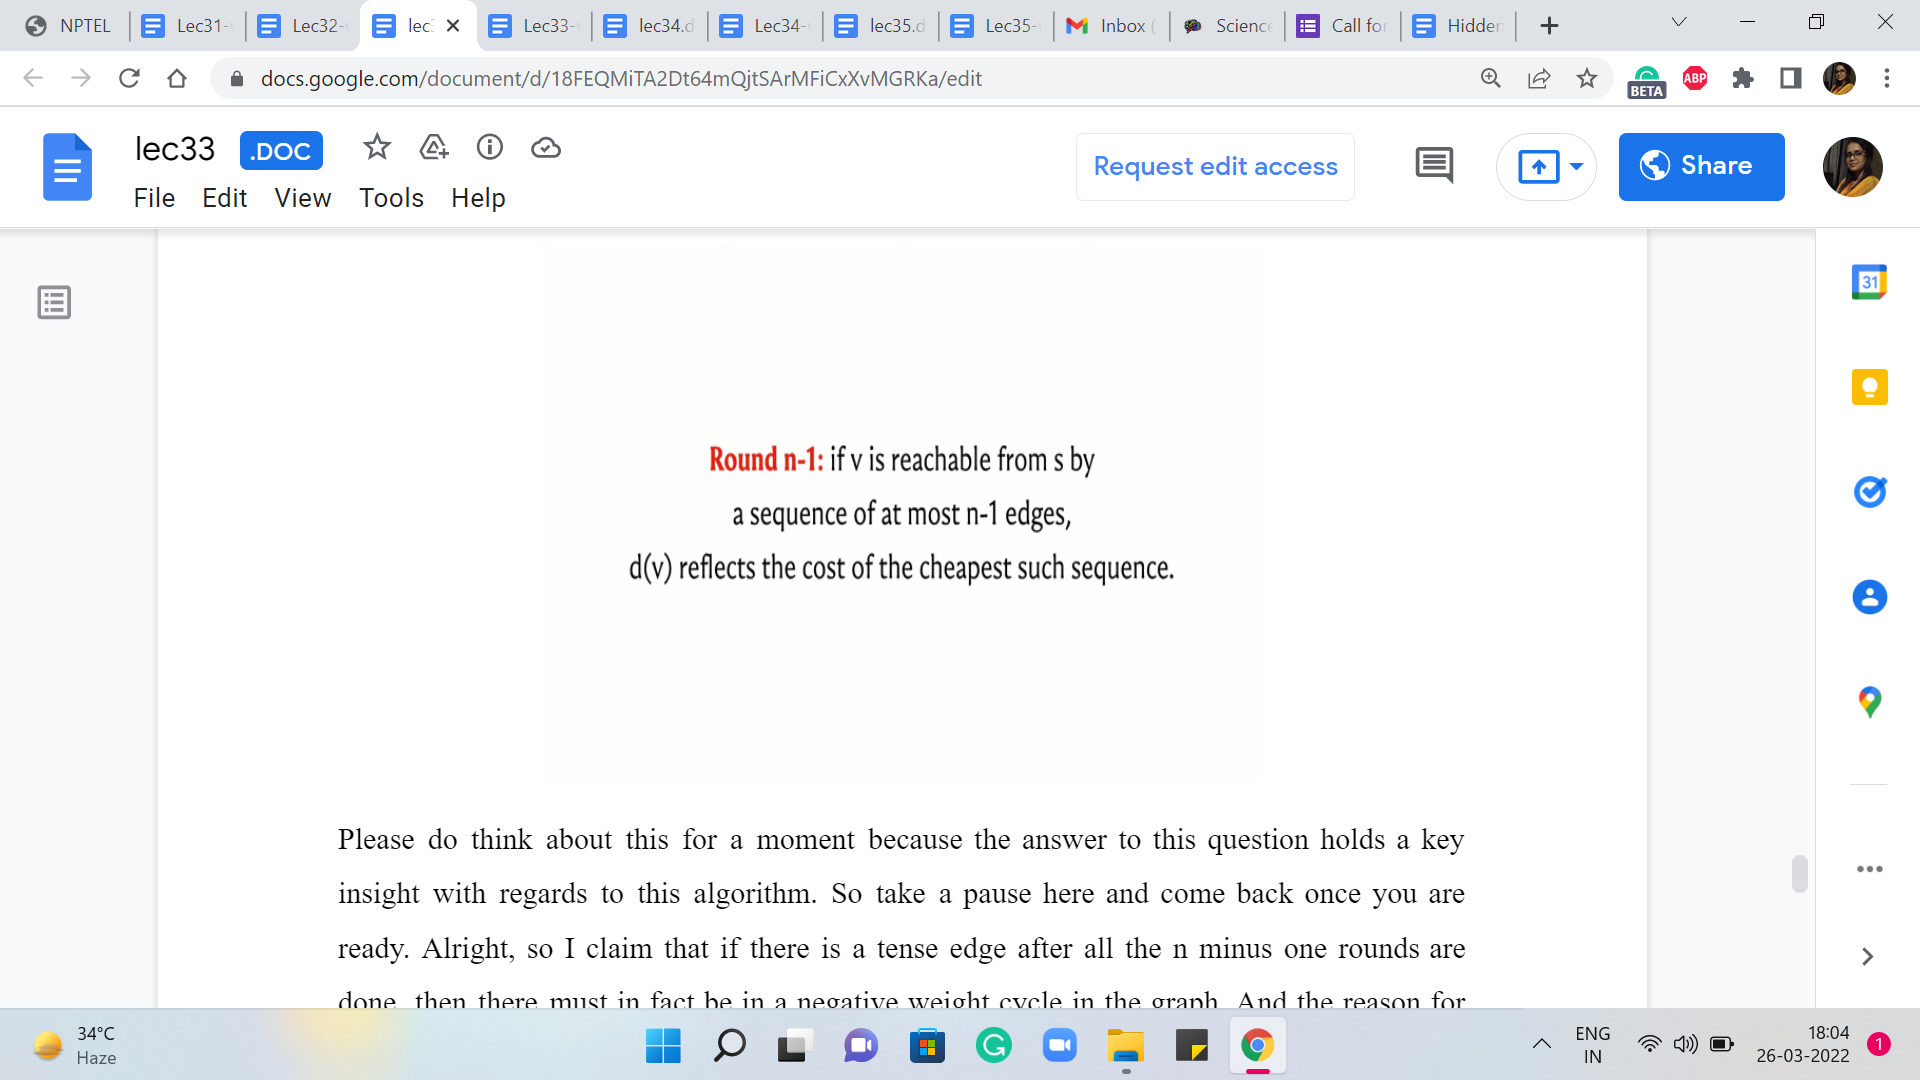 NPTEL
Lec31-
Lec32-
lec
Lec33-
lec34.d
Lec34-
lec35.d
Lec35-
Inbox (
Science
Call for
Hidden
docs.google.com/document/d/18FEQMiTA2Dt64mQjtSArMFiCxXvMGRKa/edit
BETA
ABP
lec33 .DOC
Request edit access
Share
File Edit View Tools Help
31
Round n-1: if v is reachable from s by
a sequence of at most n-1 edges,
d(v) reflects the cost of the cheapest such sequence.
Please do think about this for a moment because the answer to this question holds a key
insight with regards to this algorithm. So take a pause here and come back once you are
ready. Alright, so I claim that if there is a tense edge after all the n minus one rounds are
done, then there must in fact be in a negative weight cycle in the graph. And the reason for
34°C
Haze
ENG
IN
18:04
26-03-2022
1